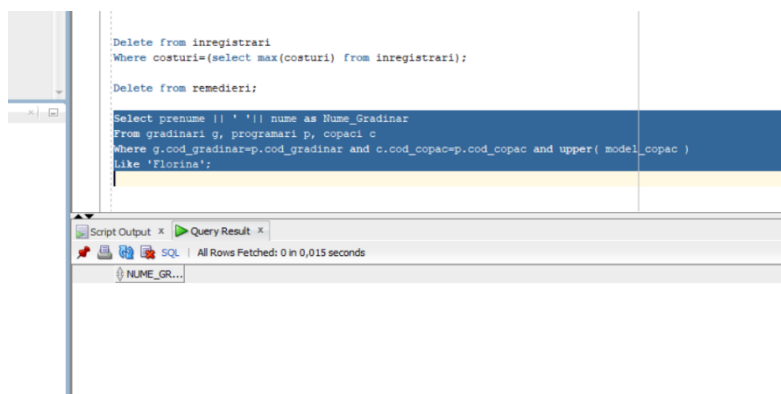 Delete from inregistrari
Where costuri=(select max(costuri) from inregistrari);
Delete from remedieri;
Select prenume || ' '|| nume as Nume_Gradinar
From gradinari g, programari p, copaci c
Where g.cod_gradinar=p.cod_gradinar and c.cod_copac=p.cod_copac and upper( model_copac )
Like 'Florina';
Script Output x Query Result x
SQL | All Rows Fetched: 0 in 0,015 seconds
NUME_GR...